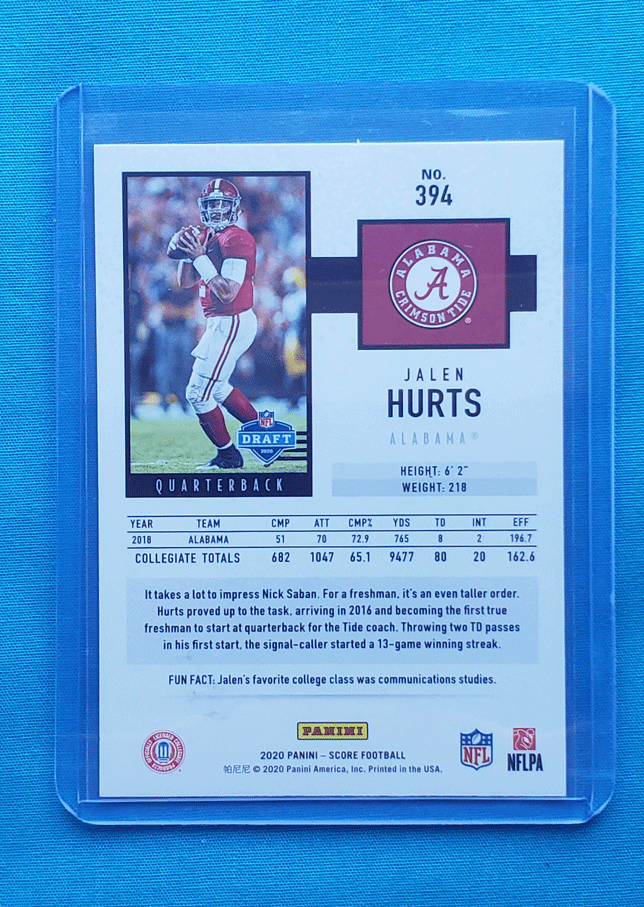 No.
394
ALABAMA
A
CRIMSON TIDE
®
JALEN
HURTS
ALABAMA®
NFL
DRAFT
2020
QUARTERBACK
HEIGHT: 6' 2"
WEIGHT: 218
YEAR TEAM CMP ATT CMP% YDS TD INT EFF
2018 ALABAMA 51 70 72.9 765 8 2 196.7
COLLEGIATE TOTALS 682 1047 65.1 9477 80 20 162.6
It takes a lot to impress Nick Saban. For a freshman, it's an even taller order.
Hurts proved up to the task, arriving in 2016 and becoming the first true
freshman to start at quarterback for the Tide coach. Throwing two TD passes
in his first start, the signal-caller started a 13-game winning streak.
FUN FACT: Jalen's favorite college class was communications studies.
PANINI
2020 PANINI – SCORE FOOTBALL
帕尼尼 © 2020 Panini America, Inc. Printed in the USA.
OFFICIALLY LICENSED COLLEGIATE PRODUCTS
NFL
NFLPA